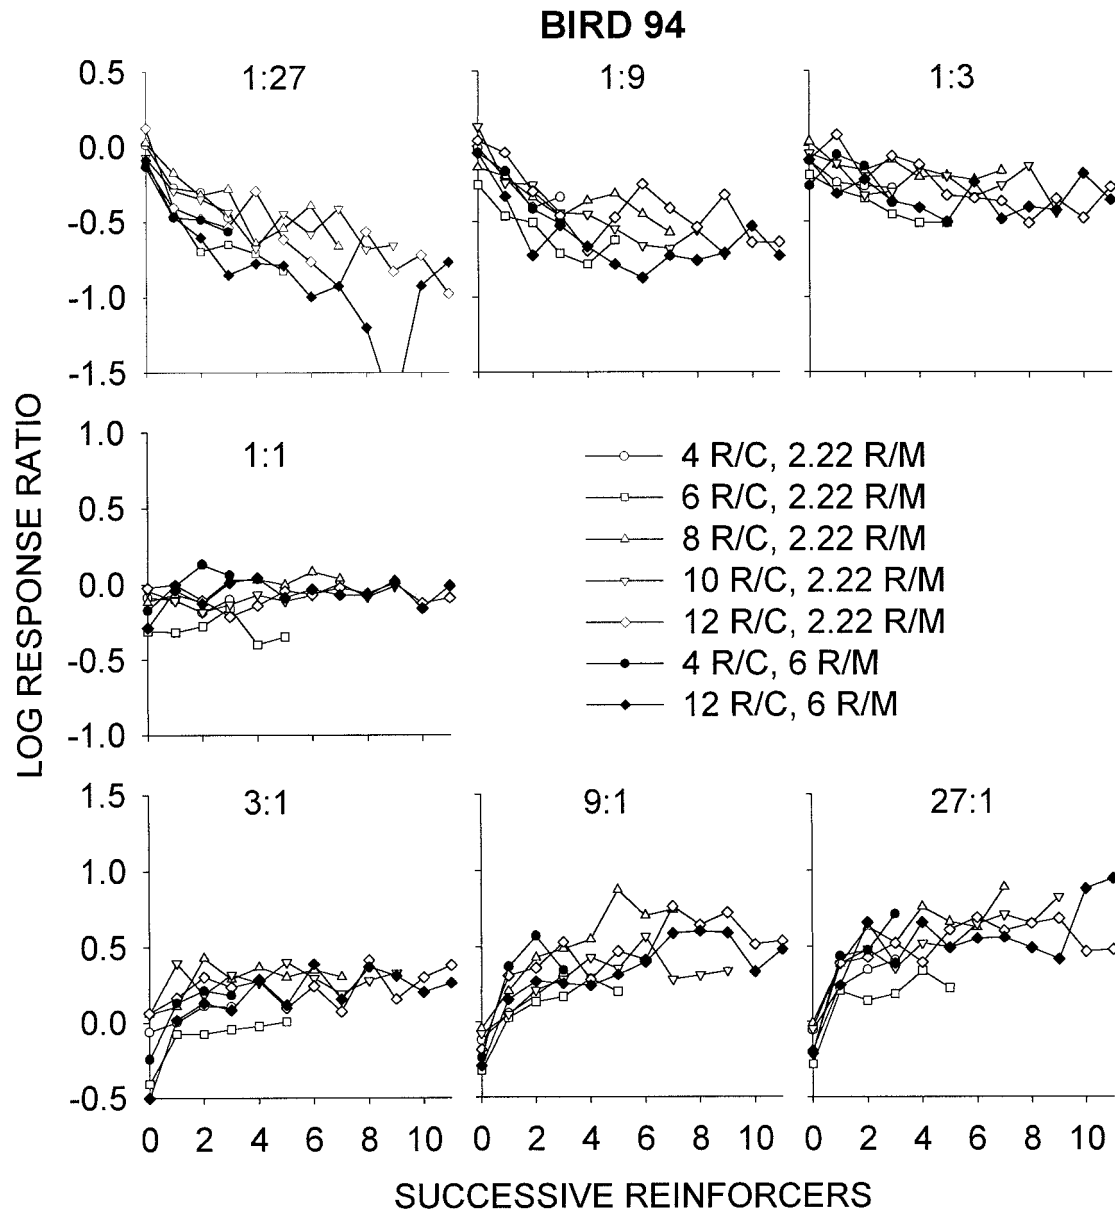 BIRD 94
1:27
1:9
1:3
0.5
0.0
-0.5
-1.0
-1.5
LOG RESPONSE RATIO
1:1
1.0
0.5
0.0
-0.5
-1.0
4 R/C, 2.22 R/M
6 R/C, 2.22 R/M
8 R/C, 2.22 R/M
10 R/C, 2.22 R/M
12 R/C, 2.22 R/M
4 R/C, 6 R/M
12 R/C, 6 R/M
3:1
9:1
27:1
1.5
1.0
0.5
0.0
-0.5
0 2 4 6 8 10 0 2 4 6 8 10 0 2 4 6 8 10
SUCCESSIVE REINFORCERS